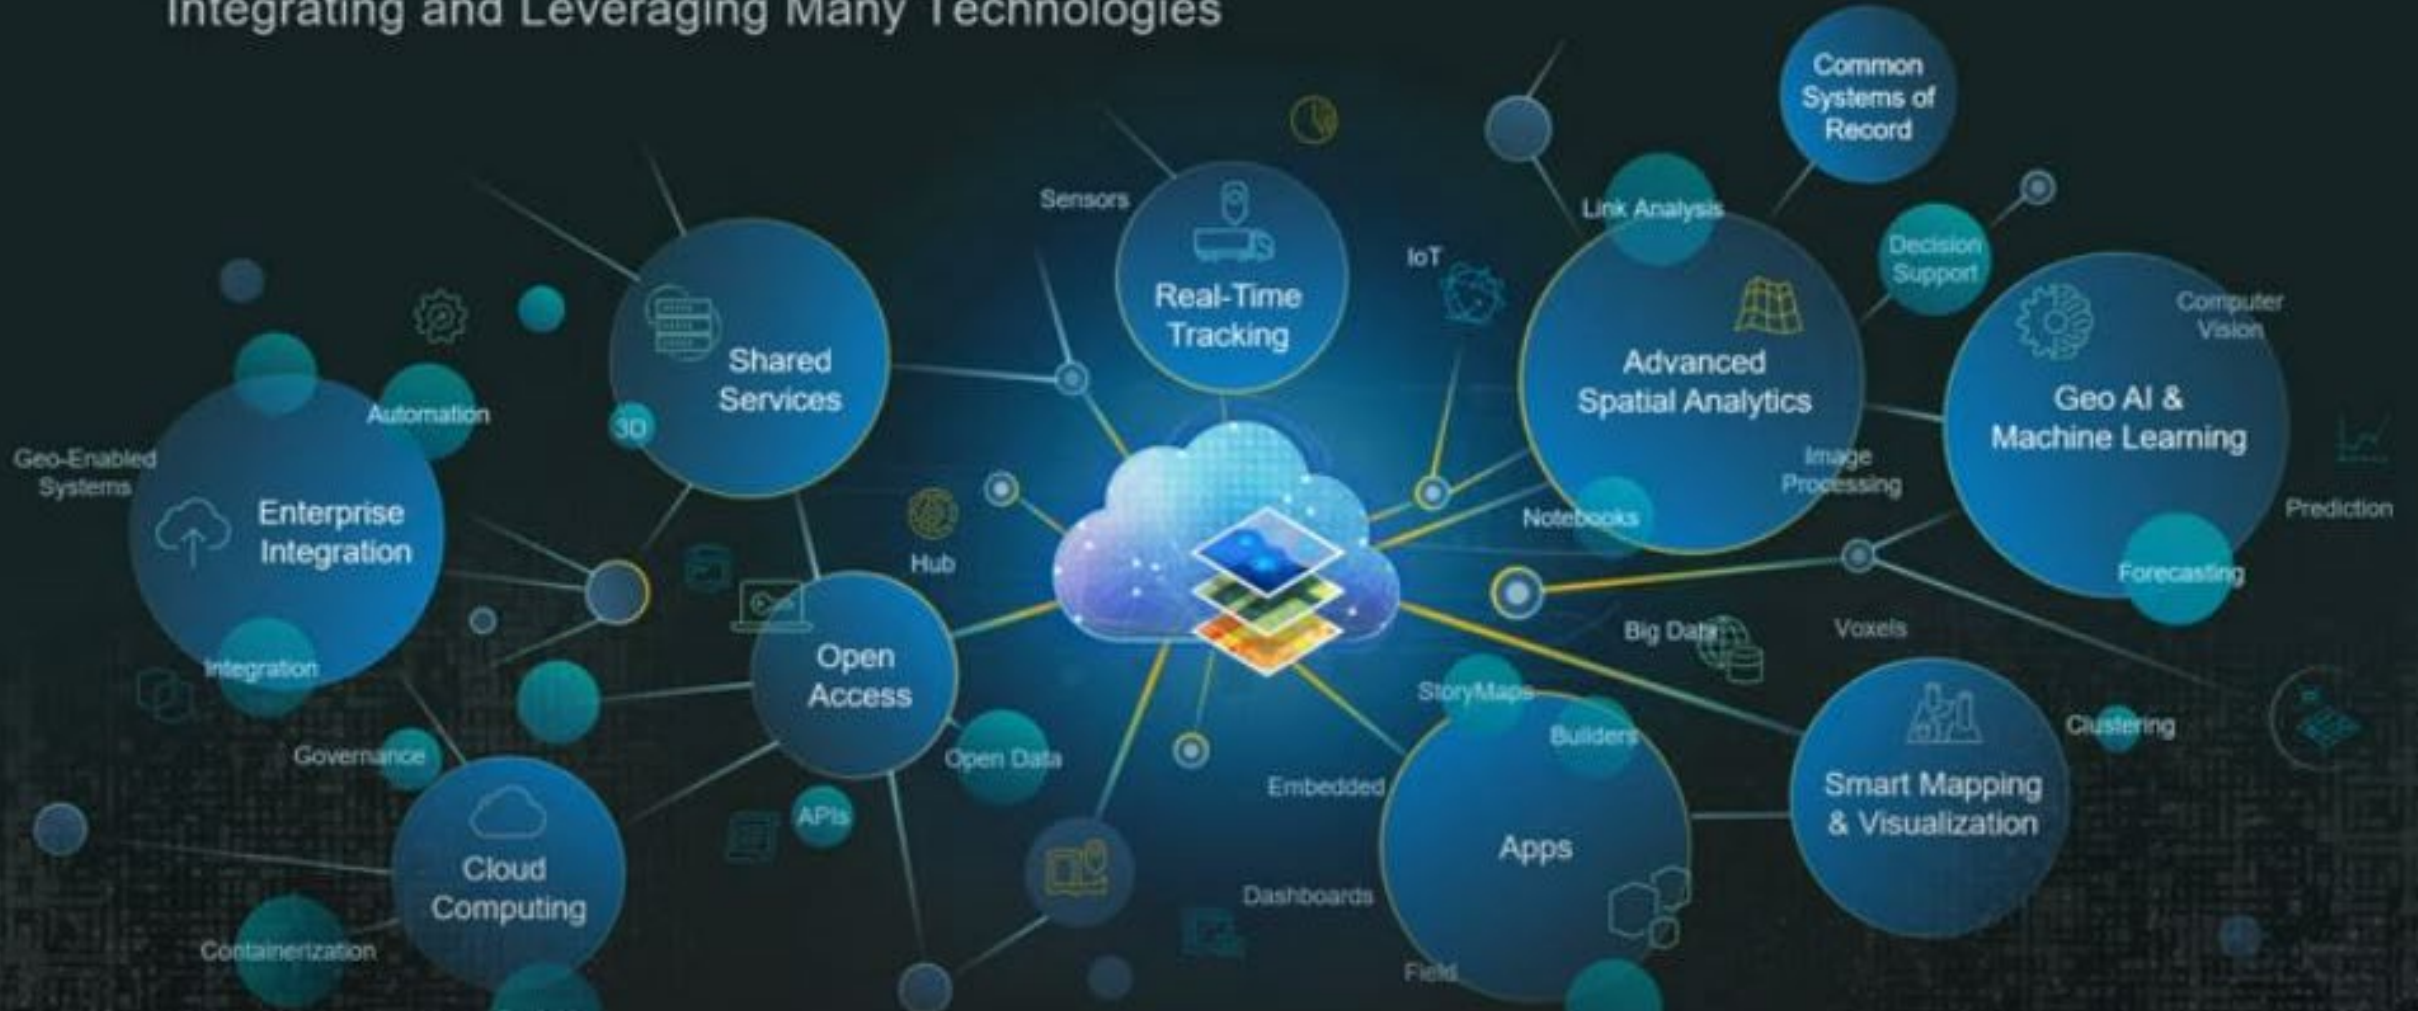 Integrating and Leveraging Many Technologies
Common
Systems of
Record
Sensors
Link Analysis
IoT
Decision
Support
Real-Time
Tracking
Computer
Vision
Shared
Services
3D
Advanced
Spatial Analytics
Geo AI &
Machine Learning
Automation
Geo-Enabled
Systems
Image
Processing
Enterprise
Integration
Notebooks
Prediction
Hub
Forecasting
Integration
Open
Access
Big Data
Voxels
StoryMaps
Builders
Clustering
Governance
Open Data
Embedded
Smart Mapping
& Visualization
APIs
Apps
Cloud
Computing
Dashboards
Containerization
Field